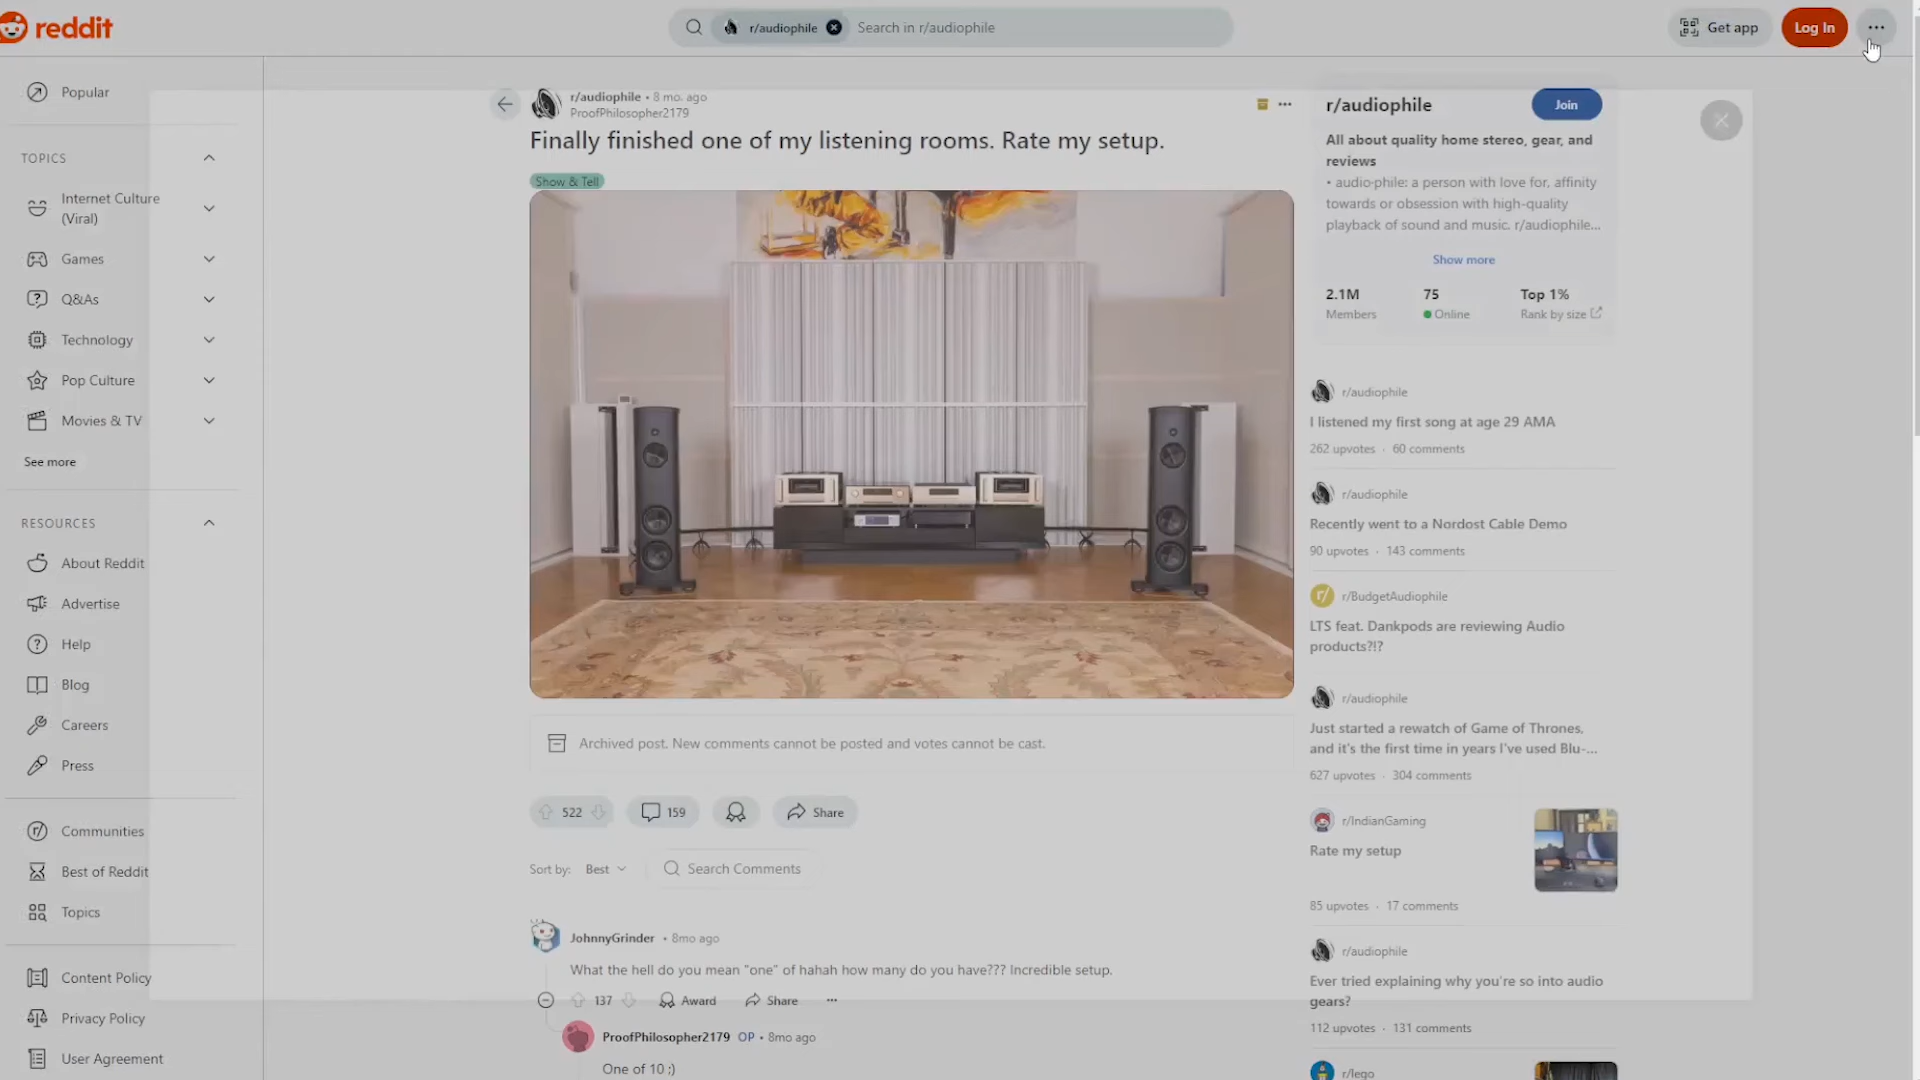 reddit
r/audiophile
Search in r/audiophile
Get app
Log In
Popular
TOPICS
Internet Culture
(Viral)
Games
Q&As
Technology
Pop Culture
Movies & TV
See more
RESOURCES
About Reddit
Advertise
Help
Blog
Careers
Press
Communities
Best of Reddit
Topics
Content Policy
Privacy Policy
User Agreement
r/audiophile • 8 mo. ago
ProofPhilosopher2179
Finally finished one of my listening rooms. Rate my setup.
Show & Tell
Archived post. New comments cannot be posted and votes cannot be cast.
522
159
Share
Sort by: Best
Search Comments
JohnnyGrinder • 8mo ago
What the hell do you mean "one" of hahah how many do you have??? Incredible setup.
137
Award
Share
ProofPhilosopher2179 OP • 8mo ago
One of 10 ;)
r/audiophile
Join
All about quality home stereo, gear, and
reviews
• audio·phile: a person with love for, affinity
towards or obsession with high-quality
playback of sound and music. r/audiophile...
Show more
2.1M
Members
75
Online
Top 1%
Rank by size
r/audiophile
I listened my first song at age 29 AMA
262 upvotes · 60 comments
r/audiophile
Recently went to a Nordost Cable Demo
90 upvotes · 143 comments
r/BudgetAudiophile
LTS feat. Dankpods are reviewing Audio
products?!?
r/audiophile
Just started a rewatch of Game of Thrones,
and it's the first time in years I've used Blu-...
627 upvotes · 304 comments
r/IndianGaming
Rate my setup
85 upvotes · 17 comments
r/audiophile
Ever tried explaining why you're so into audio
gears?
112 upvotes · 131 comments
r/lego